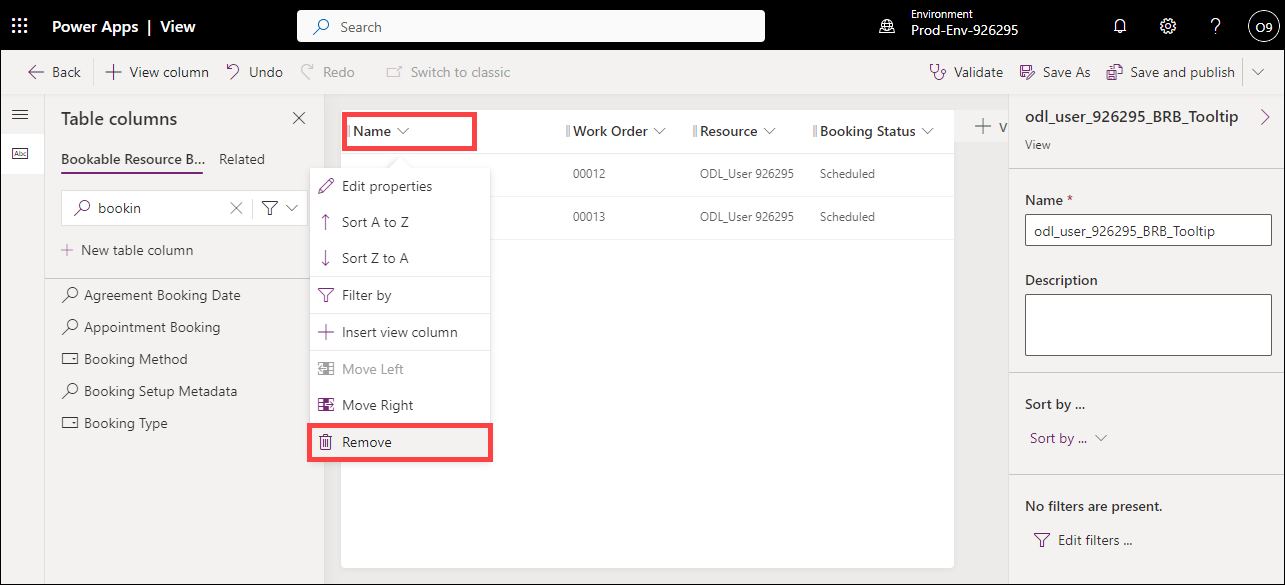 Power Apps | View
Search
Environment
Prod-Env-926295
?
O9
Back
View column
Undo
Redo
Switch to classic
Validate
Save As
Save and publish
Abc
Table columns
Bookable Resource B...
Related
bookin
New table column
Agreement Booking Date
Appointment Booking
Booking Method
Booking Setup Metadata
Booking Type
Name
Work Order
Resource
Booking Status
V
00012
ODL_User 926295
Scheduled
00013
ODL_User 926295
Scheduled
Edit properties
Sort A to Z
Sort Z to A
Filter by
Insert view column
Move Left
Move Right
Remove
odl_user_926295_BRB_Tooltip
View
Name *
odl_user_926295_BRB_Tooltip
Description
Sort by ...
Sort by ...
No filters are present.
Edit filters ...